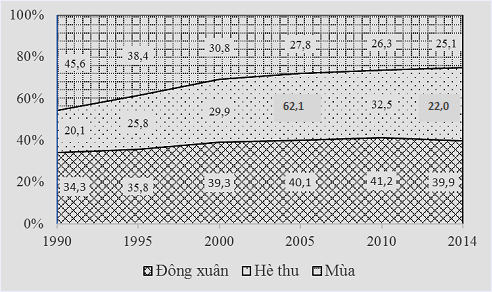 100%
45,6 38,4 30,8 27,8 26,3 25,1
80%
60%
20,1 25,8 29,9 62,1 32,5 22,0
40%
34,3 35,8 39,3 40,1 41,2 39,9
20%
0%
1990 1995 2000 2005 2010 2014
Đông xuân Hè thu Mùa